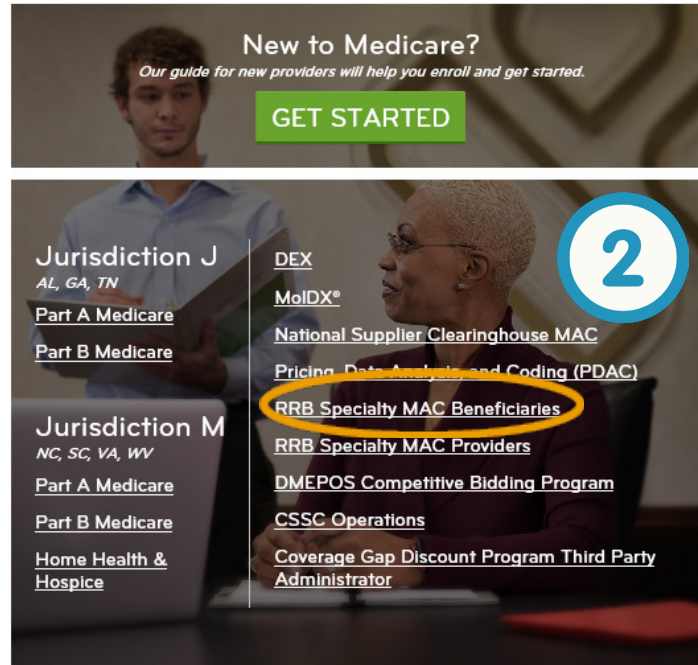 New to Medicare?
Our guide for new providers will help you enroll and get started.
GET STARTED
Jurisdiction J
AL, GA, TN
Part A Medicare
Part B Medicare
Jurisdiction M
NC, SC, VA, WV
Part A Medicare
Part B Medicare
Home Health &
Hospice
DEX
MolDX®
National Supplier Clearinghouse MAC
Pricing, Data Analysis, and Coding (PDAC)
RRB Specialty MAC Beneficiaries
RRB Specialty MAC Providers
DMEPOS Competitive Bidding Program
CSSC Operations
Coverage Gap Discount Program Third Party
Administrator
2